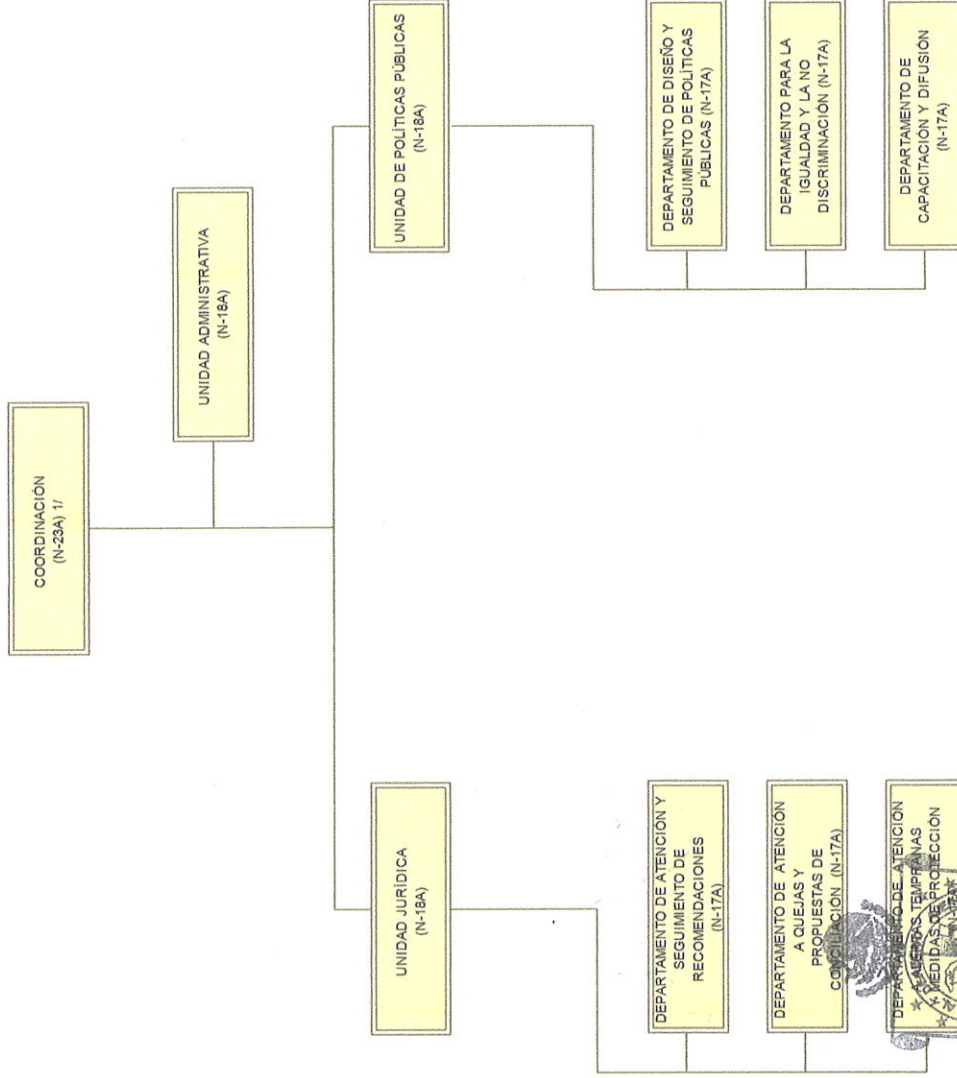 COORDINACIÓN
(N-23A) 1/
UNIDAD ADMINISTRATIVA
(N-18A)
UNIDAD JURÍDICA
(N-18A)
UNIDAD DE POLÍTICAS PÚBLICAS
(N-18A)
DEPARTAMENTO DE ATENCIÓN Y
SEGUIMIENTO DE
RECOMENDACIONES
(N-17A)
DEPARTAMENTO DE ATENCIÓN
A QUEJAS Y
PROPUESTAS DE
CONCILIACIÓN (N-17A)
DEPARTAMENTO DE ATENCIÓN
A ALERTAS TEMPRANAS
MEDIDAS DE PROTECCIÓN
DEPARTAMENTO DE DISEÑO Y
SEGUIMIENTO DE POLÍTICAS
PÚBLICAS (N-17A)
DEPARTAMENTO PARA LA
IGUALDAD Y LA NO
DISCRIMINACIÓN (N-17A)
DEPARTAMENTO DE
CAPACITACIÓN Y DIFUSIÓN
(N-17A)